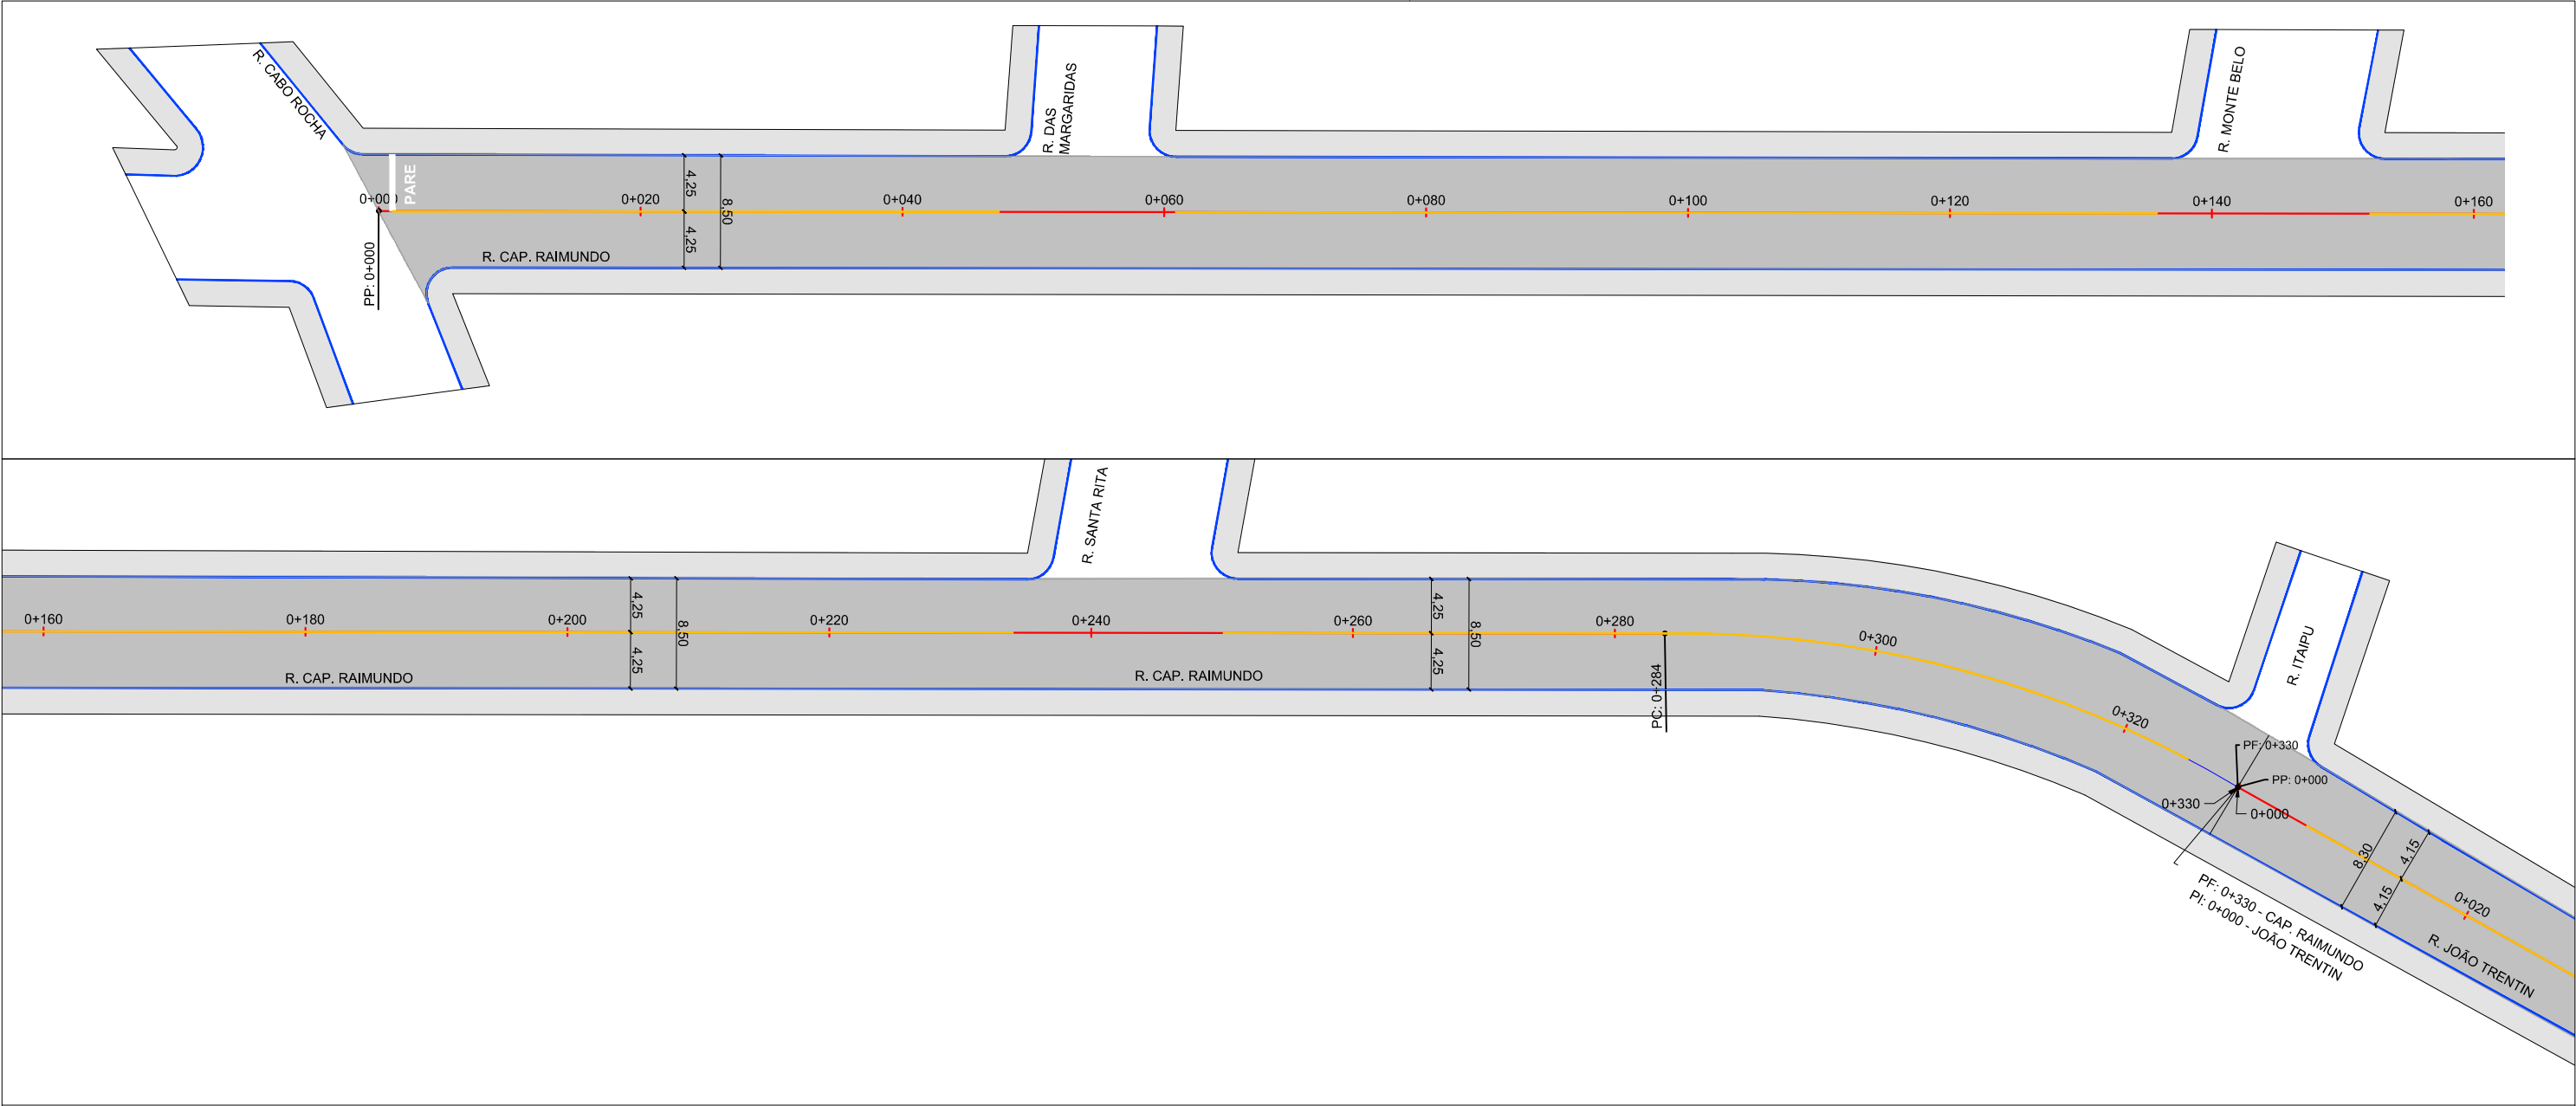 R. CABO ROCHA
R. DAS
MARGARIDAS
R. MONTE BELO
PARE
0+000
0+020
0+040
0+060
0+080
0+100
0+120
0+140
0+160
4,25
4,25
8,50
PP: 0+000
R. CAP. RAIMUNDO
R. SANTA RITA
0+160
0+180
0+200
0+220
0+240
0+260
0+280
0+300
0+320
4,25
4,25
8,50
4,25
4,25
8,50
R. CAP. RAIMUNDO
R. CAP. RAIMUNDO
PC: 0+284
R. ITAIPU
PF: 0+330
PP: 0+000
0+330
0+000
8,30
4,15
4,15
0+020
PF: 0+330 - CAP. RAIMUNDO
PI: 0+000 - JOÃO TRENTIN
R. JOÃO TRENTIN